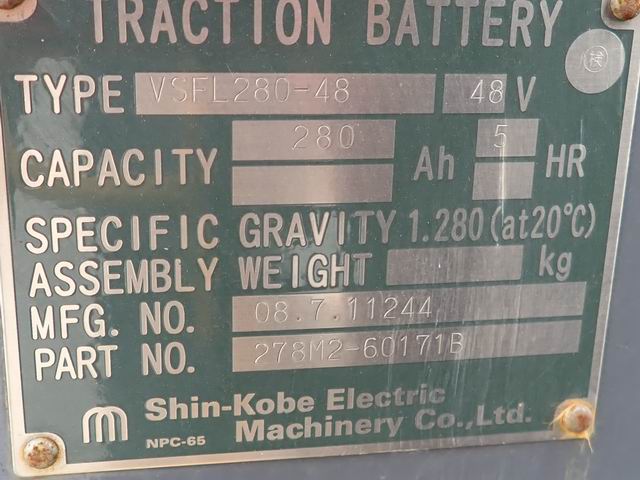 TRACTION BATTERY
TYPE VSFL280-48 48 V
CAPACITY 280 Ah 5 HR
SPECIFIC GRAVITY 1.280 (at20°C)
ASSEMBLY WEIGHT kg
MFG. NO. 08.7.11244
PART NO. 278M2-60171B
Shin-Kobe Electric
Machinery Co.,Ltd.
NPC-65